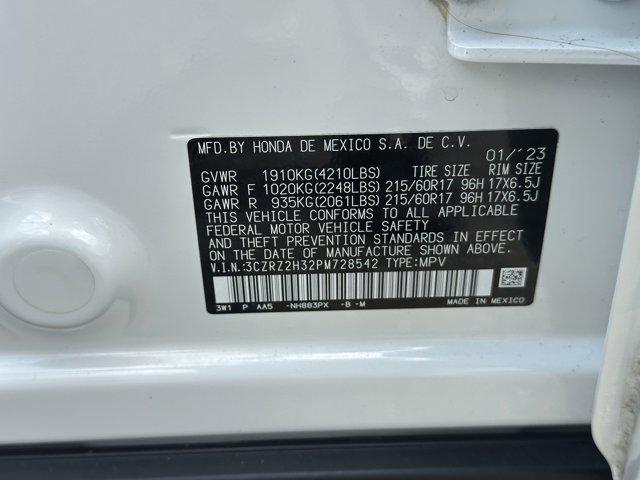 MFD.BY HONDA DE MEXICO S.A. DE C.V. 01/'23
GVWR 1910KG(4210LBS) TIRE SIZE RIM SIZE
GAWR F 1020KG(2248LBS) 215/60R17 96H 17X6.5J
GAWR R 935KG(2061LBS) 215/60R17 96H 17X6.5J
THIS VEHICLE CONFORMS TO ALL APPLICABLE
FEDERAL MOTOR VEHICLE SAFETY
AND THEFT PREVENTION STANDARDS IN EFFECT
ON THE DATE OF MANUFACTURE SHOWN ABOVE.
V.I.N:3CZRZ2H32PM728542 TYPE:MPV
3W1 P AA5 -NH883PX -B -M MADE IN MEXICO